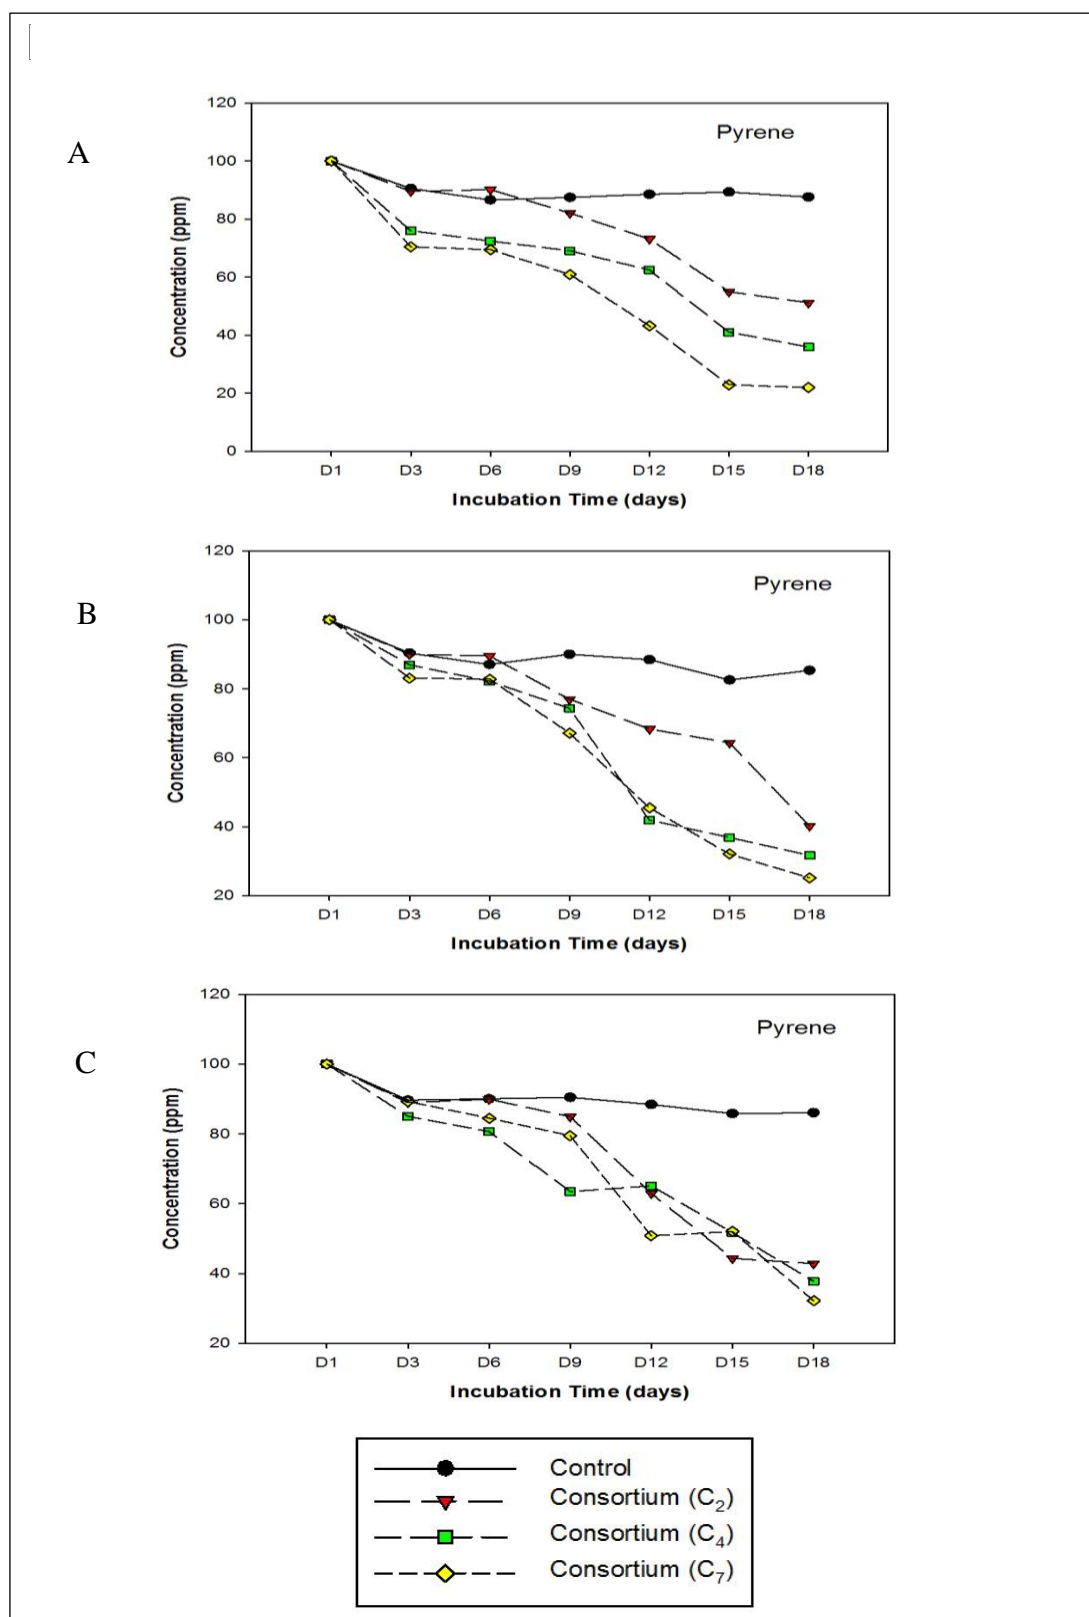 A
Pyrene
Concentration (ppm)
120
100
80
60
40
20
0
D1 D3 D6 D9 D12 D15 D18
Incubation Time (days)
B
Pyrene
Concentration (ppm)
120
100
80
60
40
20
D1 D3 D6 D9 D12 D15 D18
Incubation Time (days)
C
Pyrene
Concentration (ppm)
120
100
80
60
40
20
D1 D3 D6 D9 D12 D15 D18
Incubation Time (days)
Control
Consortium (C₂)
Consortium (C₄)
Consortium (C₇)